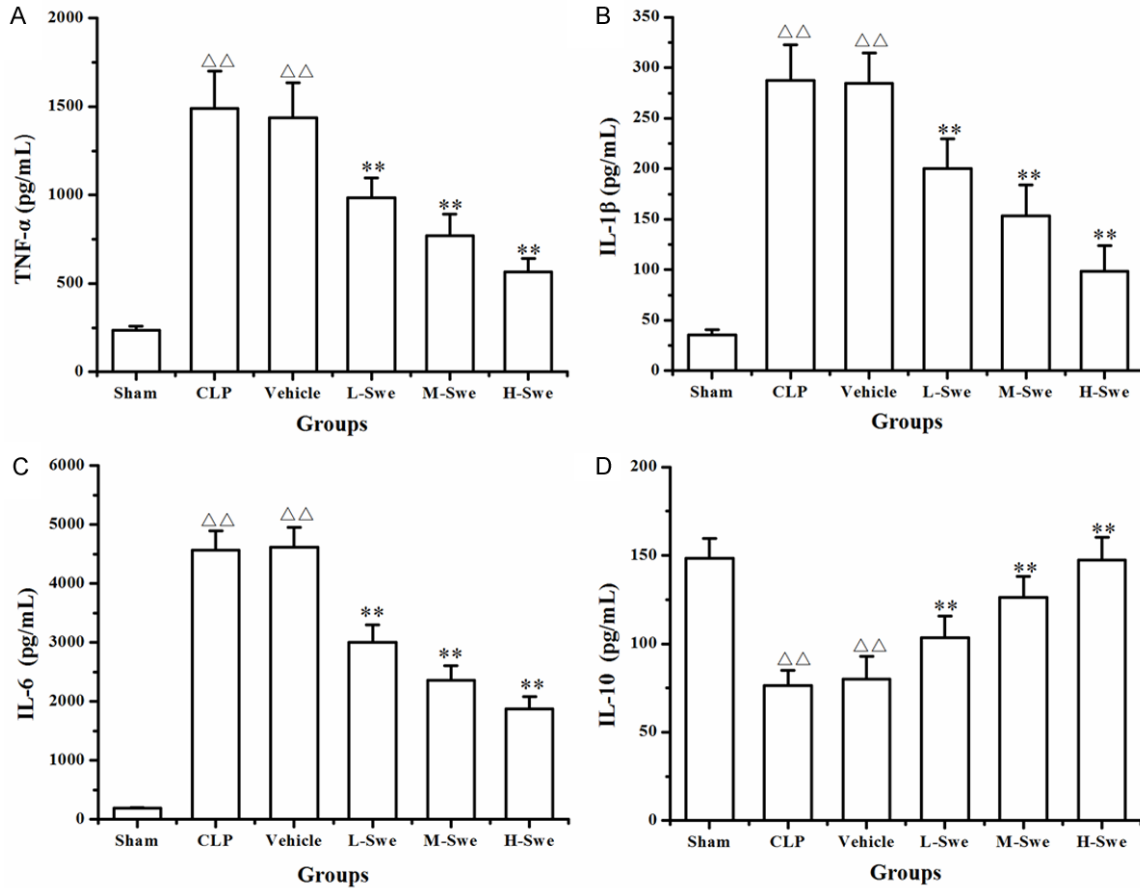 A
TNF-α (pg/mL)
2000
1500
1000
500
0
△△
△△
**
**
**
Sham CLP Vehicle L-Swe M-Swe H-Swe
Groups
B
IL-1β (pg/mL)
350
300
250
200
150
100
50
0
△△
△△
**
**
**
Sham CLP Vehicle L-Swe M-Swe H-Swe
Groups
C
IL-6 (pg/mL)
6000
5000
4000
3000
2000
1000
0
△△
△△
**
**
**
Sham CLP Vehicle L-Swe M-Swe H-Swe
Groups
D
IL-10 (pg/mL)
200
150
100
50
0
△△
△△
**
**
**
Sham CLP Vehicle L-Swe M-Swe H-Swe
Groups